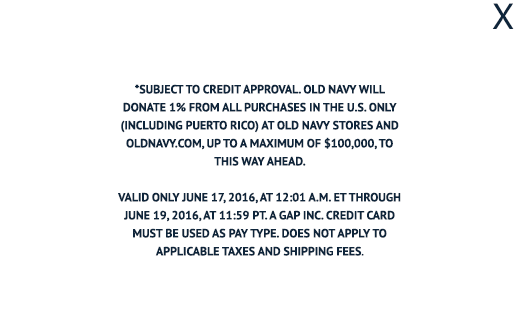 X
*SUBJECT TO CREDIT APPROVAL. OLD NAVY WILL
DONATE 1% FROM ALL PURCHASES IN THE U.S. ONLY
(INCLUDING PUERTO RICO) AT OLD NAVY STORES AND
OLDNAVY.COM, UP TO A MAXIMUM OF $100,000, TO
THIS WAY AHEAD.
VALID ONLY JUNE 17, 2016, AT 12:01 A.M. ET THROUGH
JUNE 19, 2016, AT 11:59 PT. A GAP INC. CREDIT CARD
MUST BE USED AS PAY TYPE. DOES NOT APPLY TO
APPLICABLE TAXES AND SHIPPING FEES.